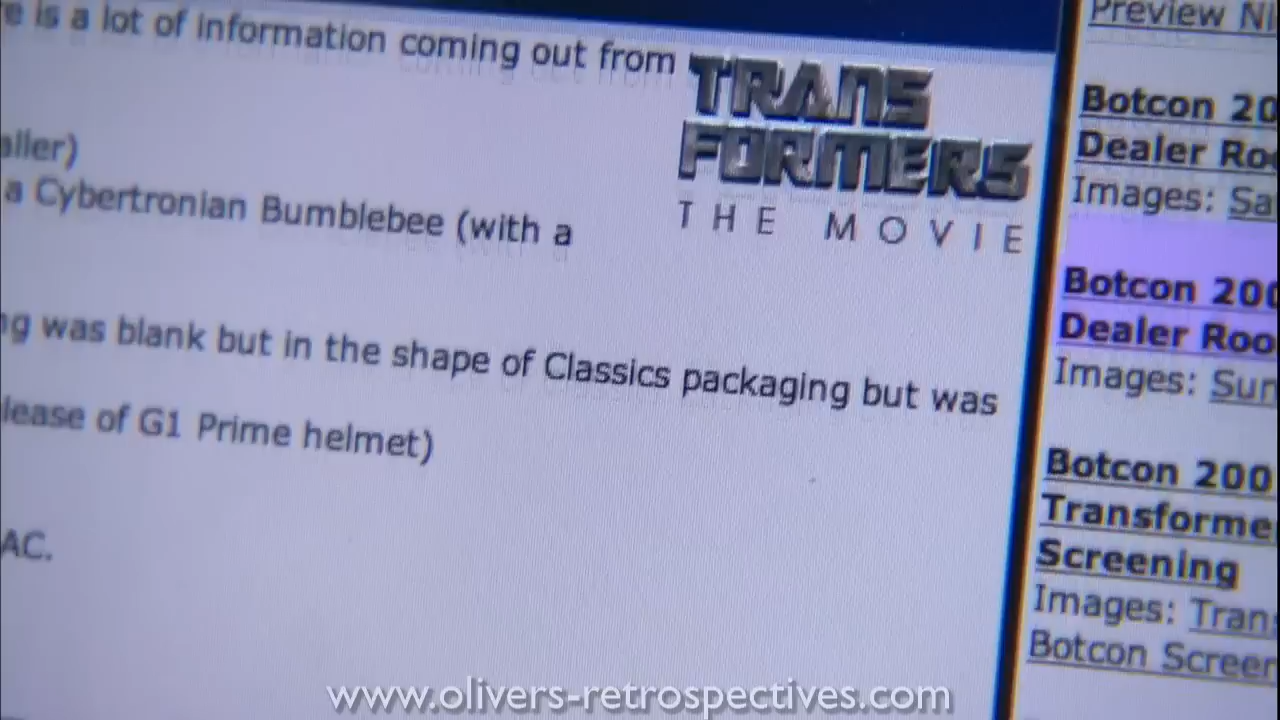 e is a lot of information coming out from
TRANS
FORMERS
THE MOVIE
aller)
a Cybertronian Bumblebee (with a
ng was blank but in the shape of Classics packaging but was
lease of G1 Prime helmet)
AC.
Preview Ni
Botcon 20
Dealer Roo
Images: Sa
Botcon 200
Dealer Roo
Images: Sun
Botcon 200
Transforme
Screening
Images: Tran
Botcon Screen
www.olivers-retrospectives.com